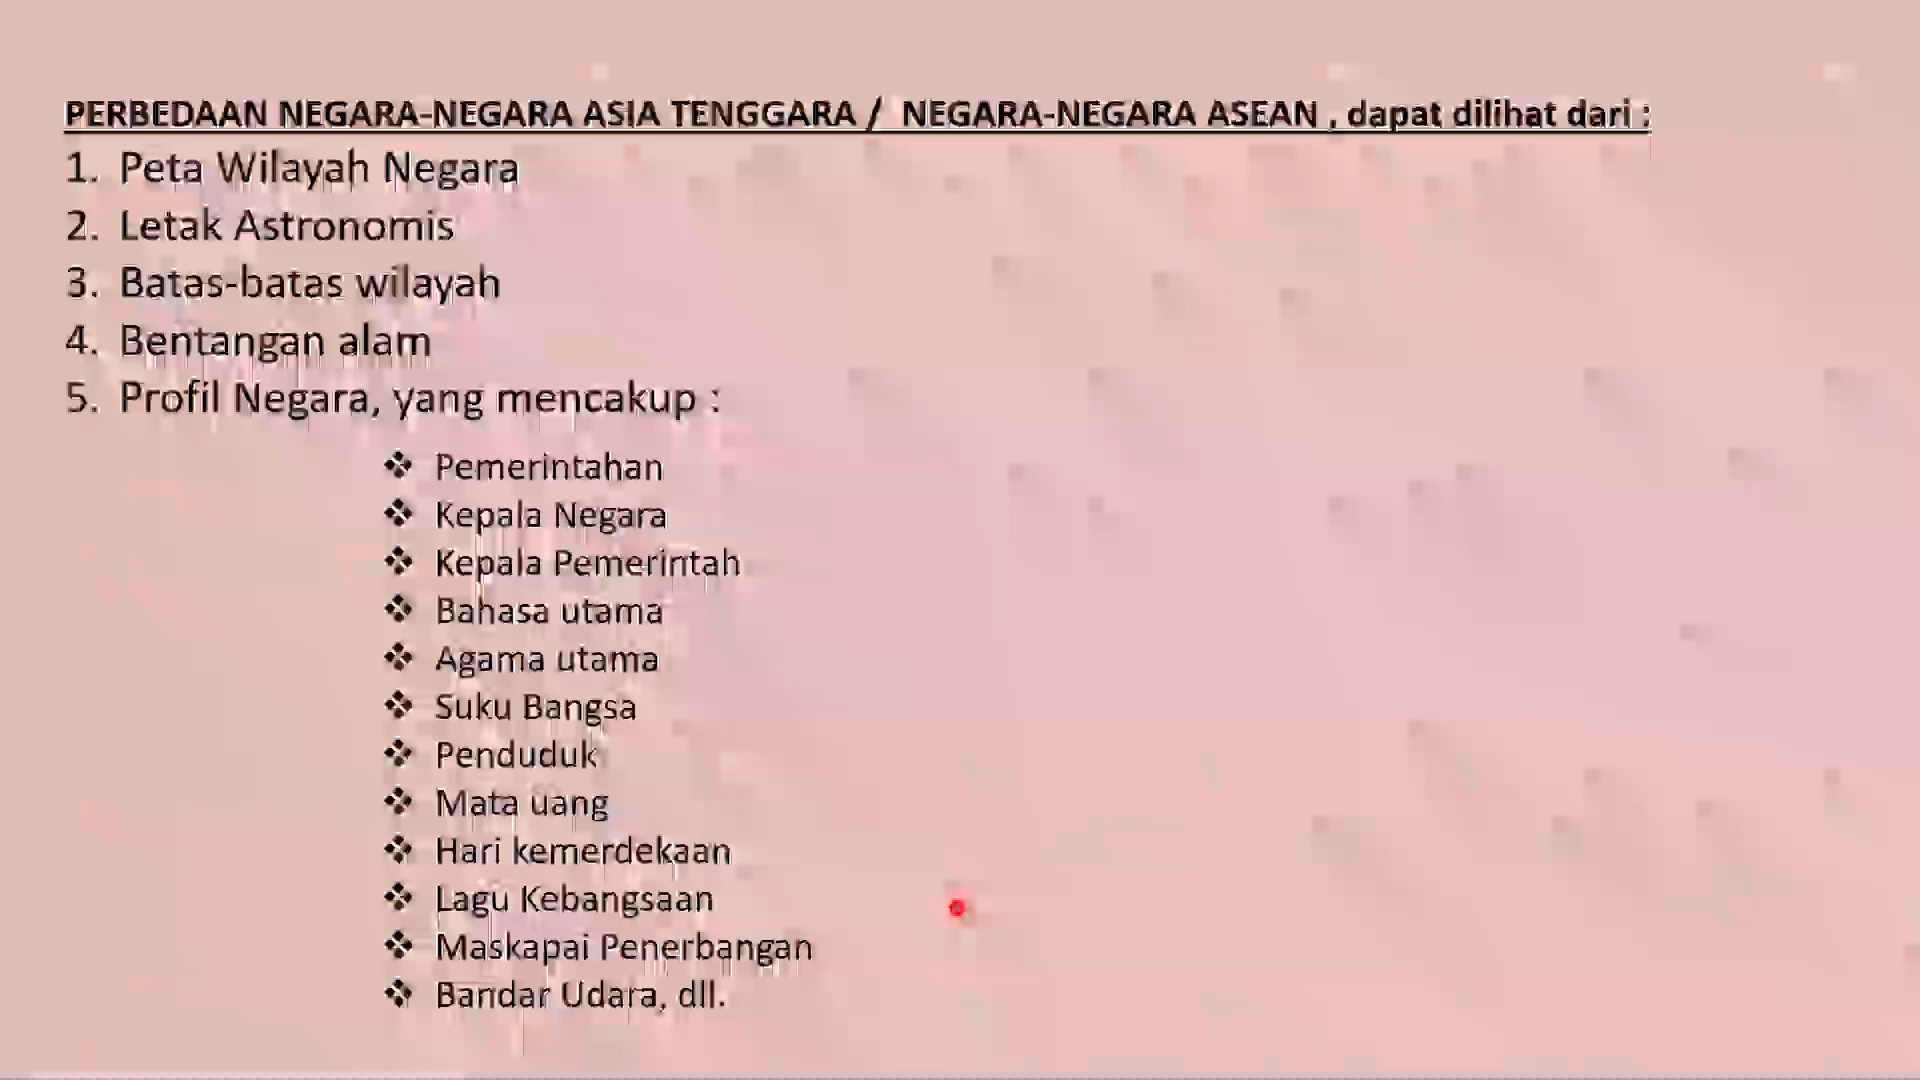 PERBEDAAN NEGARA-NEGARA ASIA TENGGARA / NEGARA-NEGARA ASEAN , dapat dilihat dari :
1. Peta Wilayah Negara
2. Letak Astronomis
3. Batas-batas wilayah
4. Bentangan alam
5. Profil Negara, yang mencakup :
❖ Pemerintahan
❖ Kepala Negara
❖ Kepala Pemerintah
❖ Bahasa utama
❖ Agama utama
❖ Suku Bangsa
❖ Penduduk
❖ Mata uang
❖ Hari kemerdekaan
❖ Lagu Kebangsaan
❖ Maskapai Penerbangan
❖ Bandar Udara, dll.